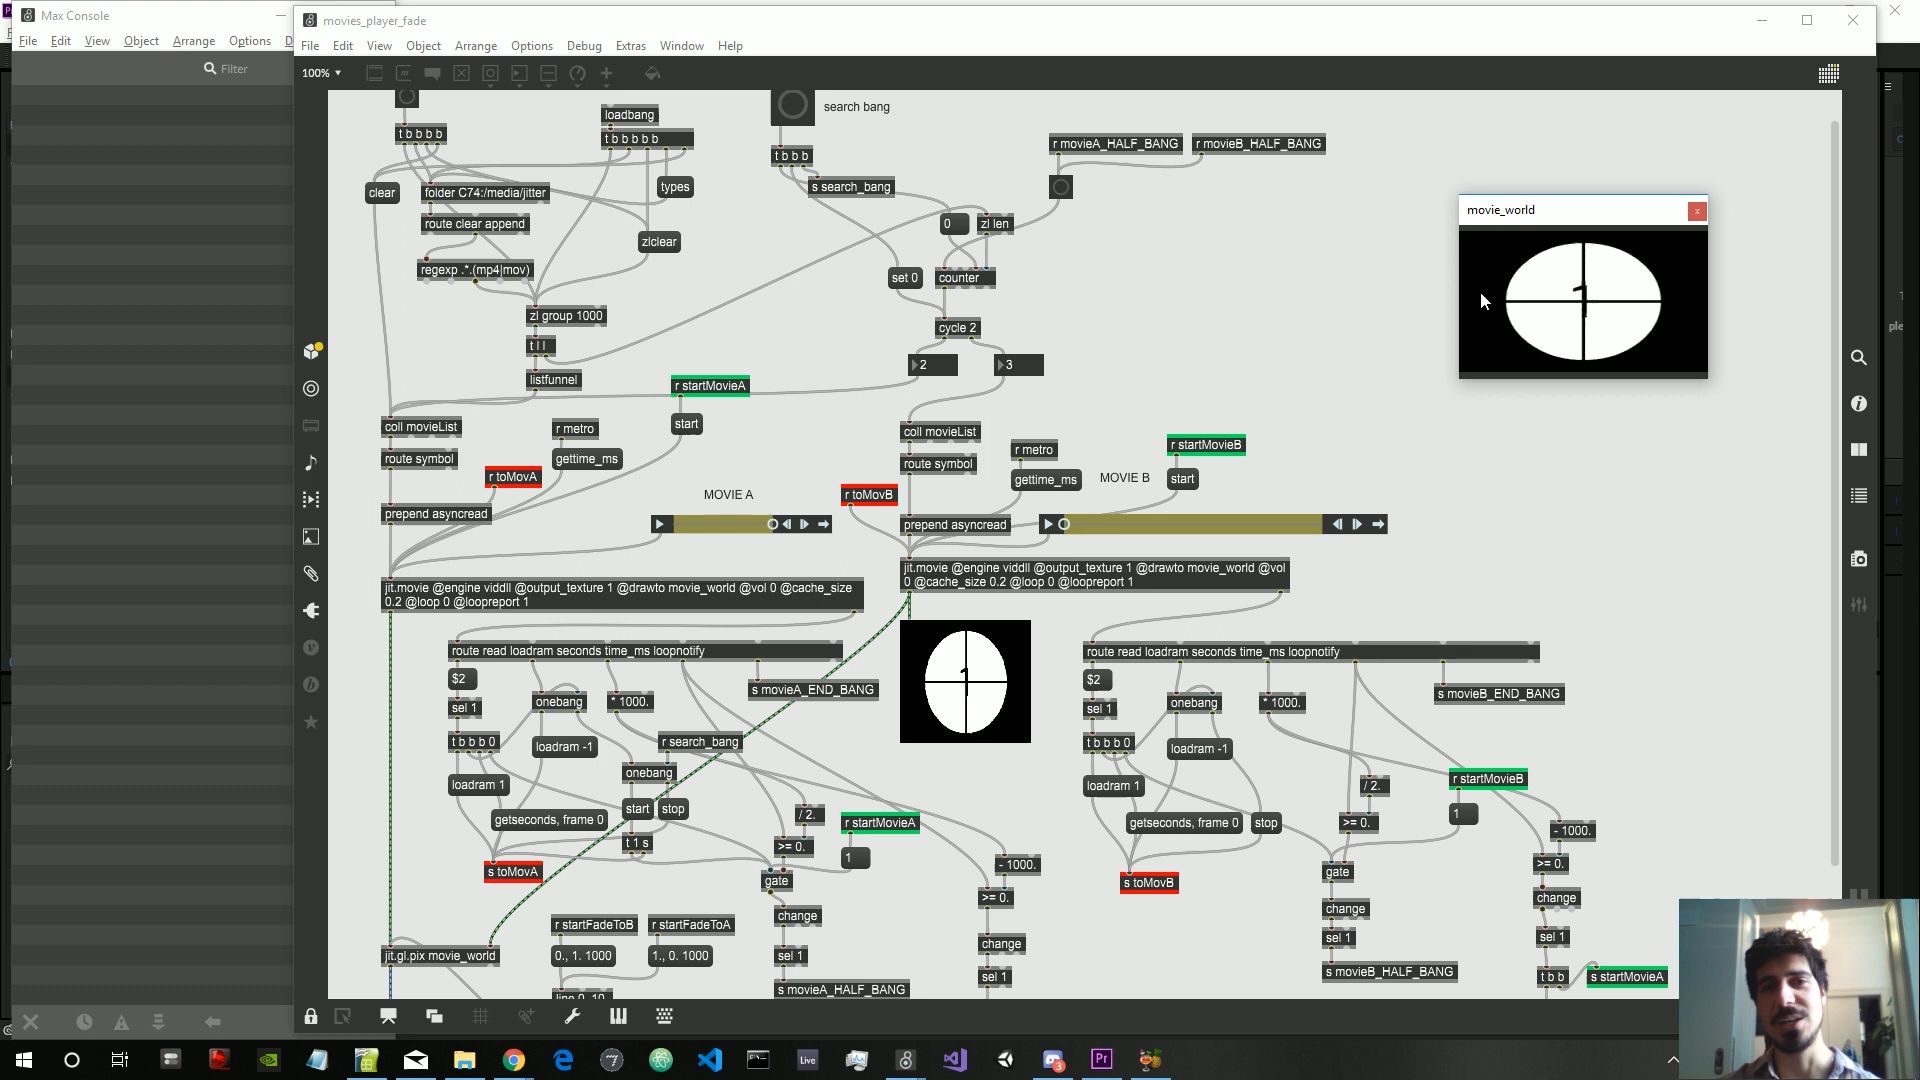 Max Console
File Edit View Object Arrange Options D
Filter
movies_player_fade
File Edit View Object Arrange Options Debug Extras Window Help
100%
search bang
loadbang
t b b b b
t b b b b b
r movieA_HALF_BANG
r movieB_HALF_BANG
t b b b
clear
folder C74:/media/jitter
types
s search_bang
movie_world
x
route clear append
0
zl len
zlclear
regexp .*.(mp4|mov)
set 0
counter
1
zl group 1000
cycle 2
t l l
2
3
listfunnel
r startMovieA
coll movieList
r metro
start
coll movieList
r metro
r startMovieB
route symbol
gettime_ms
route symbol
gettime_ms
MOVIE B
start
r toMovA
MOVIE A
r toMovB
prepend asyncread
prepend asyncread
jit.movie @engine viddll @output_texture 1 @drawto movie_world @vol 0 @cache_size
0.2 @loop 0 @loopreport 1
jit.movie @engine viddll @output_texture 1 @drawto movie_world @vol
0 @cache_size 0.2 @loop 0 @loopreport 1
route read loadram seconds time_ms loopnotify
route read loadram seconds time_ms loopnotify
$2
s movieA_END_BANG
1
$2
s movieB_END_BANG
sel 1
onebang
* 1000.
sel 1
onebang
* 1000.
t b b b 0
loadram -1
r search_bang
t b b b 0
loadram -1
loadram 1
onebang
loadram 1
r startMovieB
getseconds, frame 0
start
stop
/ 2.
r startMovieA
getseconds, frame 0
stop
/ 2.
>= 0.
1
- 1000.
t 1 s
>= 0.
1
- 1000.
>= 0.
s toMovA
gate
>= 0.
s toMovB
gate
change
r startFadeToB
r startFadeToA
change
change
change
sel 1
jit.gl.pix movie_world
0., 1. 1000
1., 0. 1000
sel 1
sel 1
sel 1
t b b
s startMovieA
line 0. 10
s movieA_HALF_BANG
s movieB_HALF_BANG
Live
Pr
3